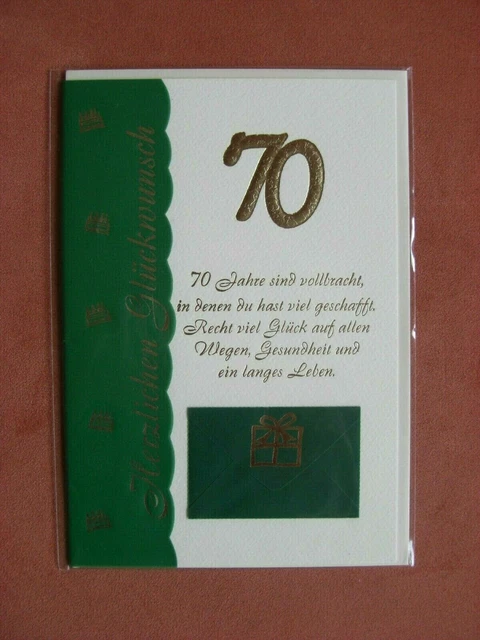 Herzlichen Glückwunsch
70
70 Jahre sind vollbracht,
in denen du hast viel geschafft.
Recht viel Glück auf allen
Wegen, Gesundheit und
ein langes Leben.